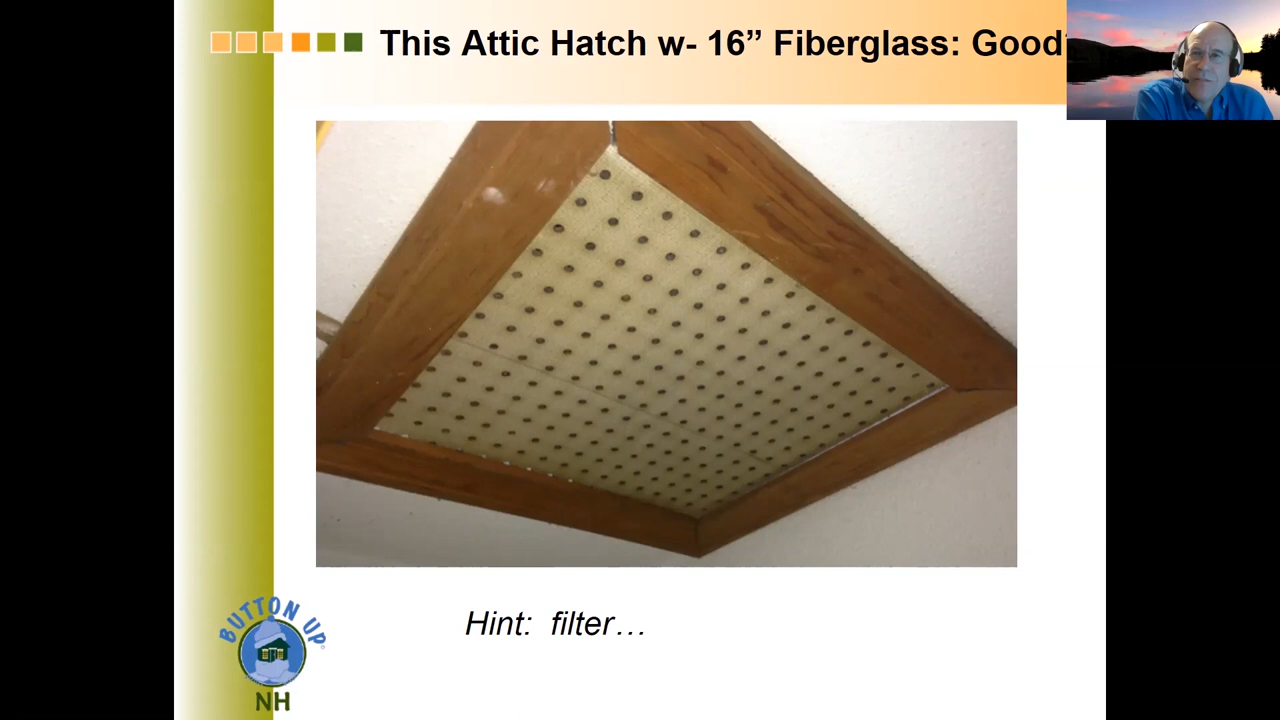 This Attic Hatch w- 16” Fiberglass: Good
Hint: filter…
BUTTON UP
NH